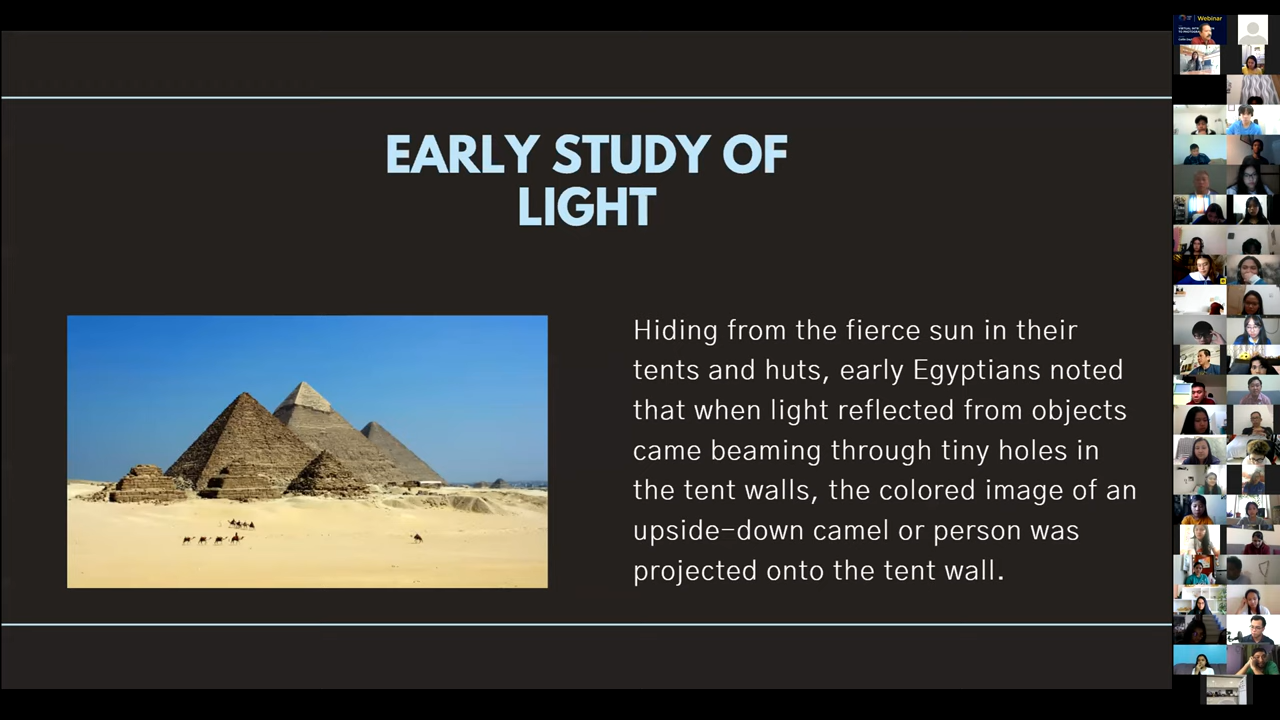 EARLY STUDY OF
LIGHT
Hiding from the fierce sun in their
tents and huts, early Egyptians noted
that when light reflected from objects
came beaming through tiny holes in
the tent walls, the colored image of an
upside-down camel or person was
projected onto the tent wall.
Webinar